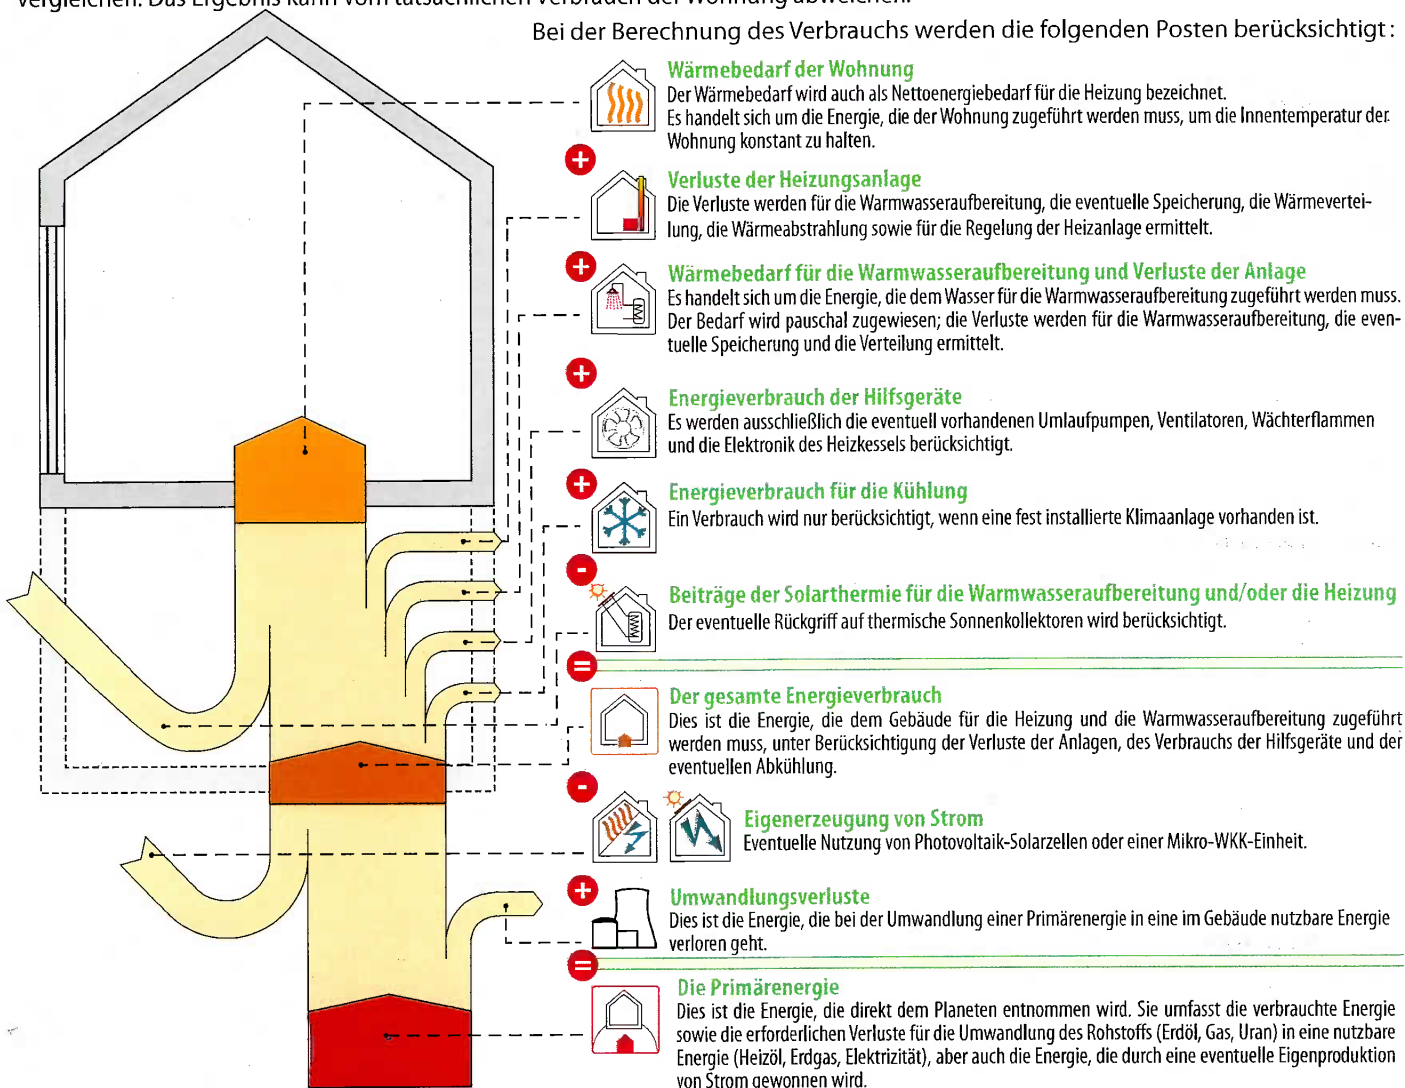 vergleichen. Das Ergebnis kann vom tatsächlichen Verbrauch der Wohnung abweichen.
Bei der Berechnung des Verbrauchs werden die folgenden Posten berücksichtigt :
Wärmebedarf der Wohnung
Der Wärmebedarf wird auch als Nettoenergiebedarf für die Heizung bezeichnet.
Es handelt sich um die Energie, die der Wohnung zugeführt werden muss, um die Innentemperatur der
Wohnung konstant zu halten.
+
Verluste der Heizungsanlage
Die Verluste werden für die Warmwasseraufbereitung, die eventuelle Speicherung, die Wärmevertei-
lung, die Wärmeabstrahlung sowie für die Regelung der Heizanlage ermittelt.
+
Wärmebedarf für die Warmwasseraufbereitung und Verluste der Anlage
Es handelt sich um die Energie, die dem Wasser für die Warmwasseraufbereitung zugeführt werden muss.
Der Bedarf wird pauschal zugewiesen; die Verluste werden für die Warmwasseraufbereitung, die even-
tuelle Speicherung und die Verteilung ermittelt.
+
Energieverbrauch der Hilfsgeräte
Es werden ausschließlich die eventuell vorhandenen Umlaufpumpen, Ventilatoren, Wächterflammen
und die Elektronik des Heizkessels berücksichtigt.
+
Energieverbrauch für die Kühlung
Ein Verbrauch wird nur berücksichtigt, wenn eine fest installierte Klimaanlage vorhanden ist.
-
Beiträge der Solarthermie für die Warmwasseraufbereitung und/oder die Heizung
Der eventuelle Rückgriff auf thermische Sonnenkollektoren wird berücksichtigt.
=
Der gesamte Energieverbrauch
Dies ist die Energie, die dem Gebäude für die Heizung und die Warmwasseraufbereitung zugeführt
werden muss, unter Berücksichtigung der Verluste der Anlagen, des Verbrauchs der Hilfsgeräte und der
eventuellen Abkühlung.
-
Eigenerzeugung von Strom
Eventuelle Nutzung von Photovoltaik-Solarzellen oder einer Mikro-WKK-Einheit.
+
Umwandlungsverluste
Dies ist die Energie, die bei der Umwandlung einer Primärenergie in eine im Gebäude nutzbare Energie
verloren geht.
=
Die Primärenergie
Dies ist die Energie, die direkt dem Planeten entnommen wird. Sie umfasst die verbrauchte Energie
sowie die erforderlichen Verluste für die Umwandlung des Rohstoffs (Erdöl, Gas, Uran) in eine nutzbare
Energie (Heizöl, Erdgas, Elektrizität), aber auch die Energie, die durch eine eventuelle Eigenproduktion
von Strom gewonnen wird.